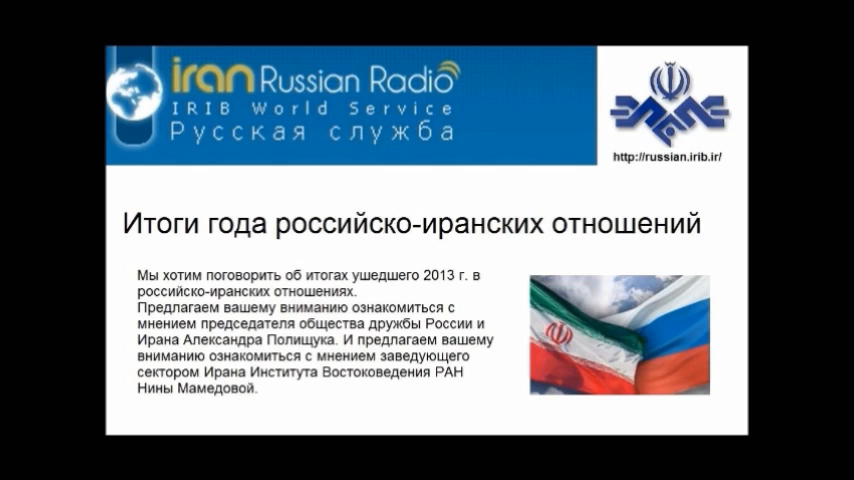 iran Russian Radio
IRIB World Service
Русская служба
http://russian.irib.ir/
Итоги года российско-иранских отношений
Мы хотим поговорить об итогах ушедшего 2013 г. в
российско-иранских отношениях.
Предлагаем вашему вниманию ознакомиться с
мнением председателя общества дружбы России и
Ирана Александра Полищука. И предлагаем вашему
вниманию ознакомиться с мнением заведующего
сектором Ирана Института Востоковедения РАН
Нины Мамедовой.